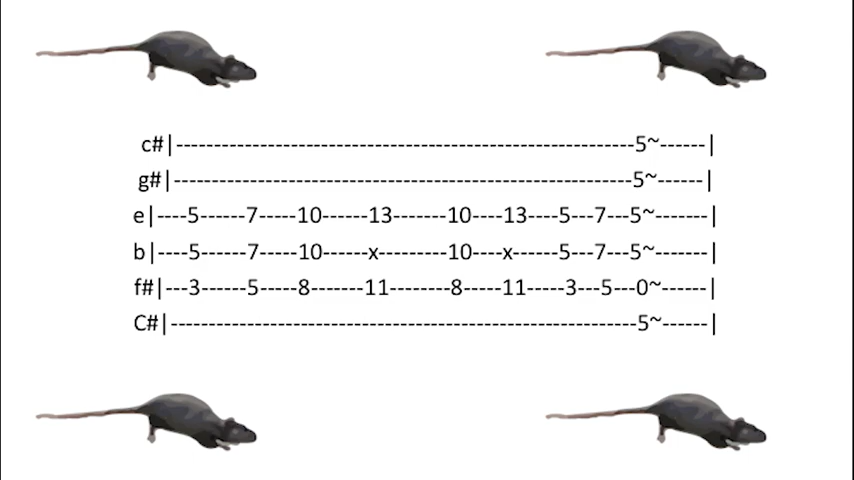 c#|-------------------------------------------------------------5~------|
g#|-------------------------------------------------------------5~------|
e|----5------7-----10------13-------10----13----5---7---5~-------|
b|----5------7-----10------x---------10----x------5---7---5~-------|
f#|---3------5-----8-------11--------8-----11-----3---5---0~------|
C#|--------------------------------------------------------------5~------|